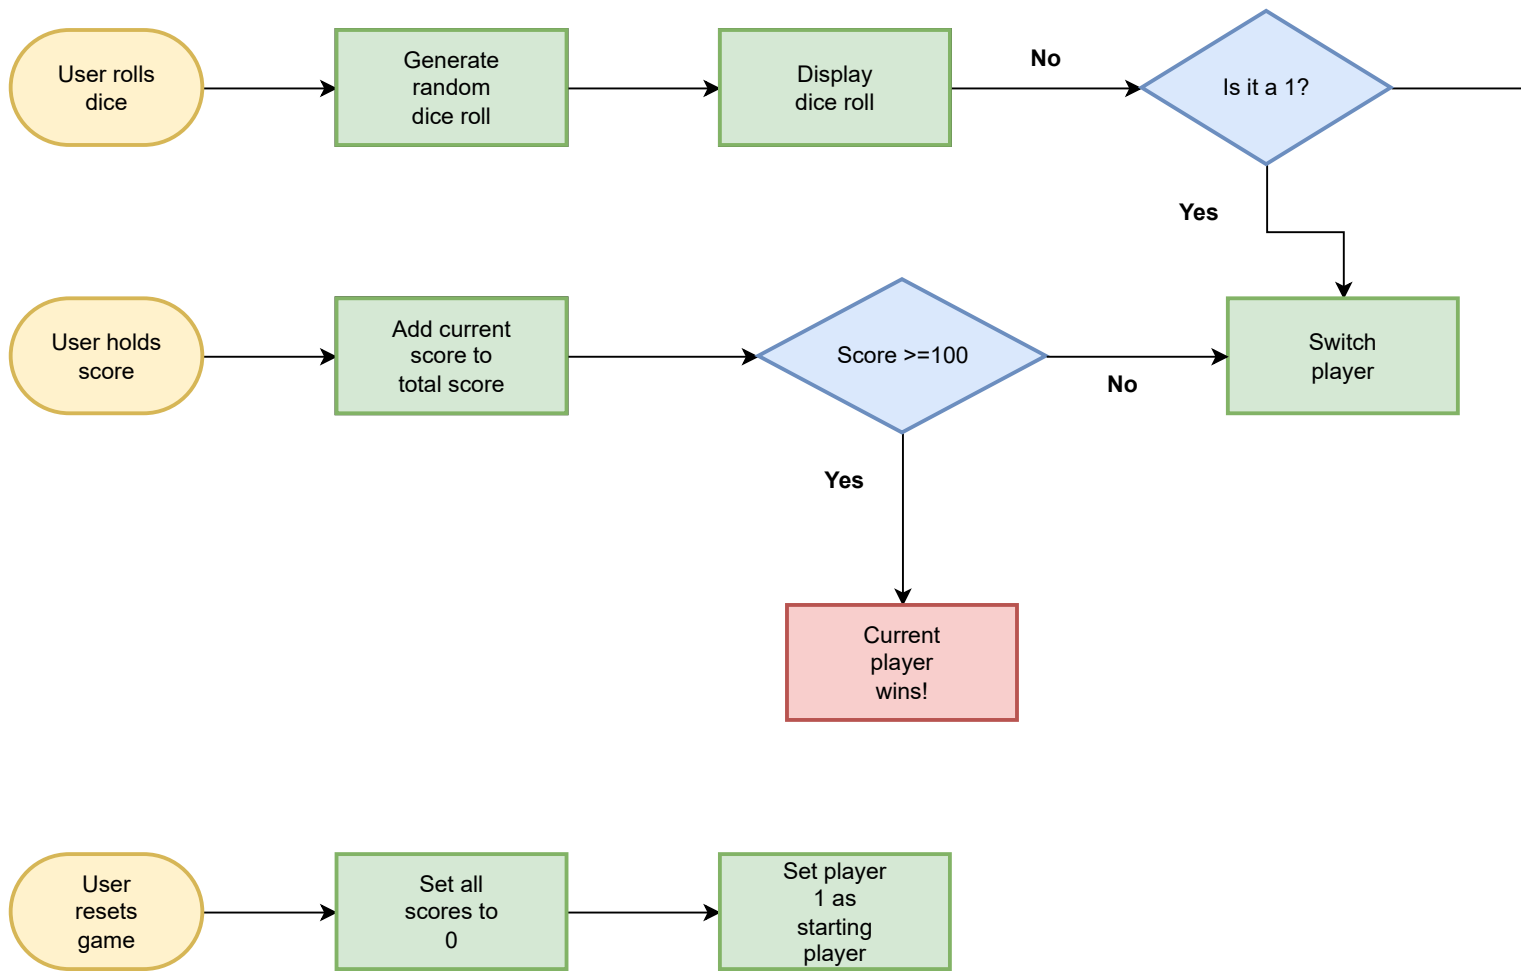 User rolls
dice
Generate
random
dice roll
Display
dice roll
No
Is it a 1?
Yes
User holds
score
Add current
score to
total score
Score >=100
No
Switch
player
Yes
Current
player
wins!
User
resets
game
Set all
scores to
0
Set player
1 as
starting
player